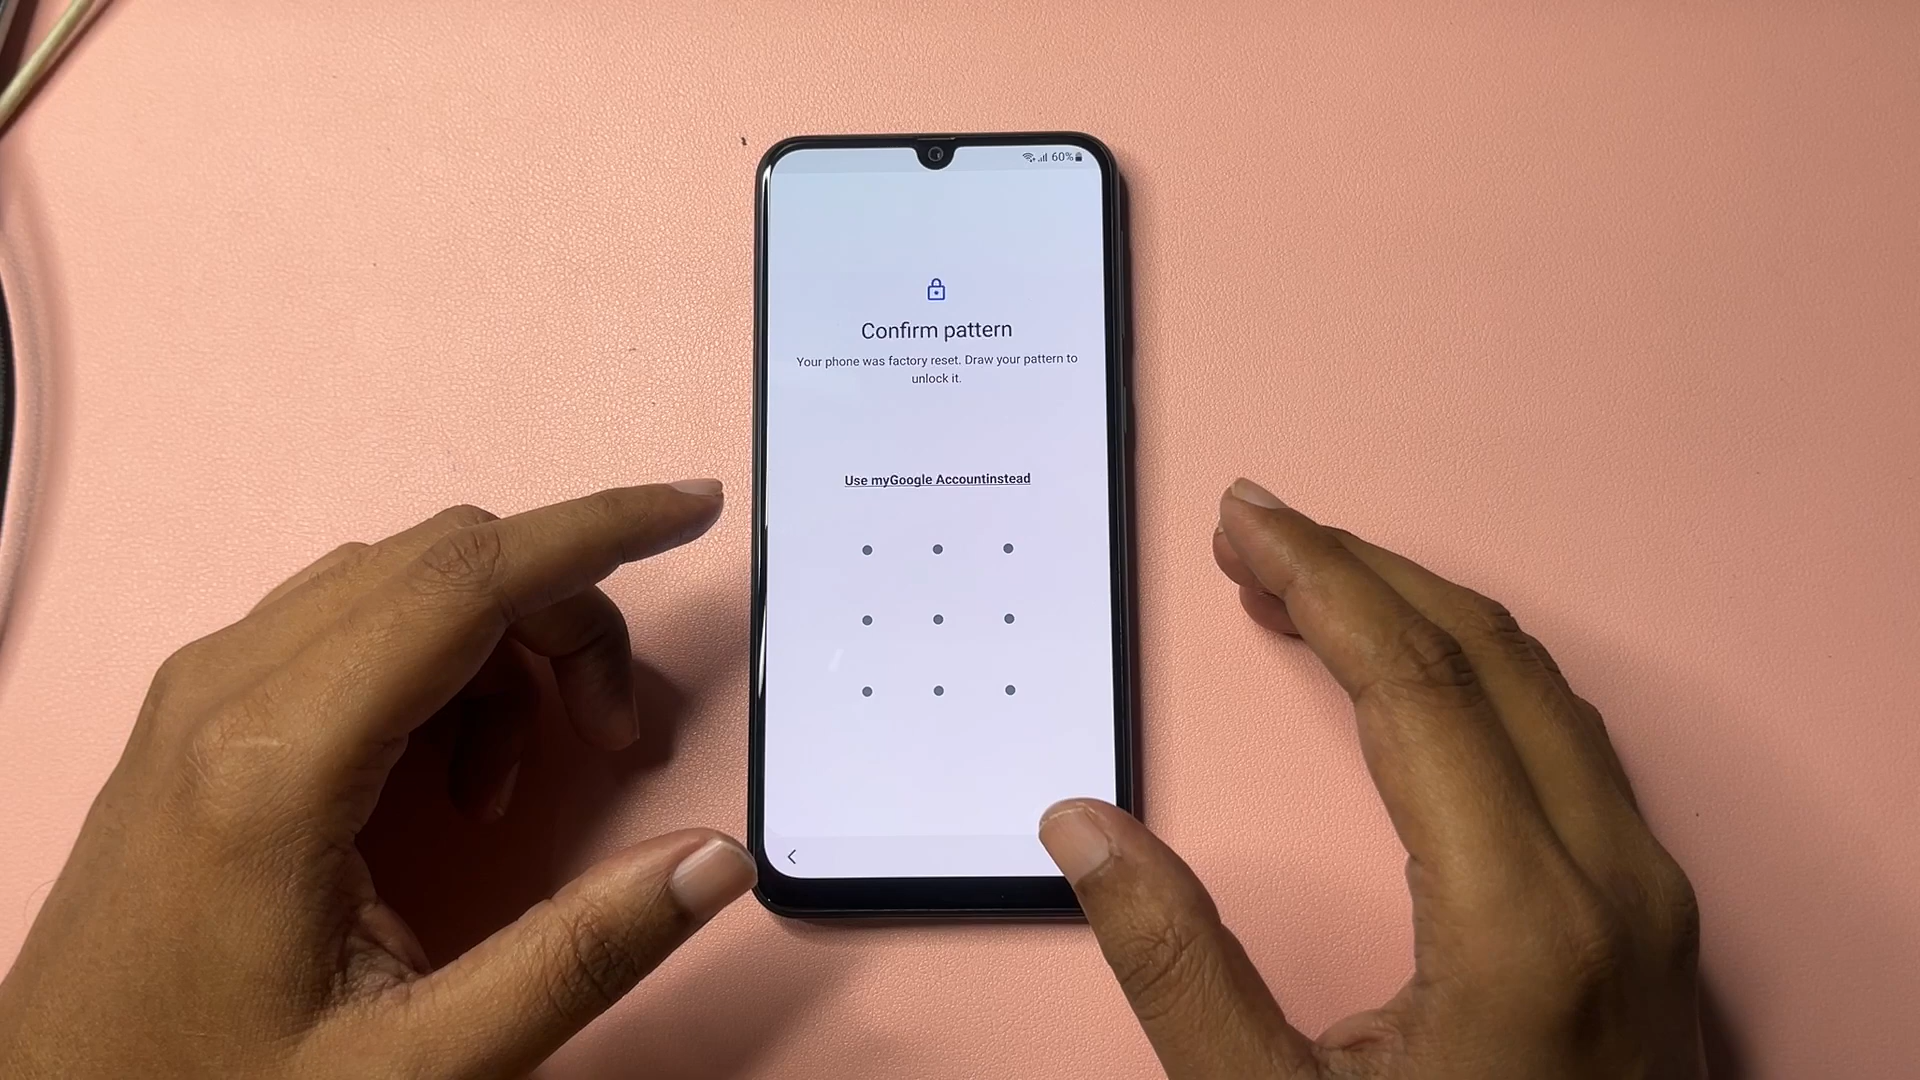 60%
Confirm pattern
Your phone was factory reset. Draw your pattern to
unlock it.
Use myGoogle Accountinstead